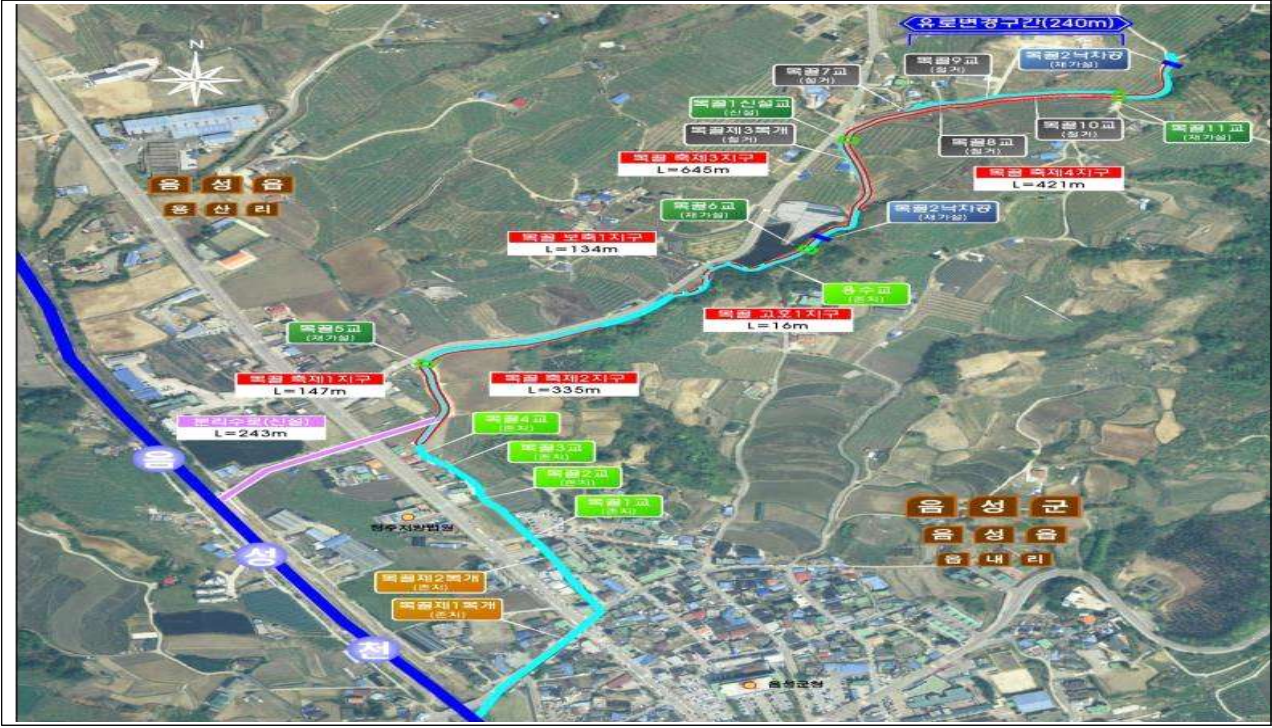 유로변경구간(240m)
N
목골7교
(철거)
목골9교
(철거)
목골2낙차공
(재가설)
목골1신설교
(신설)
목골제3복개
(철거)
목골10교
(철거)
목골11교
(재가설)
목골8교
(철거)
목골 축제3지구
L=645m
목골 축제4지구
L=421m
음성읍
용산리
목골6교
(재가설)
목골2낙차공
(재가설)
목골 보축1지구
L=134m
용수교
(존치)
목골 고호1지구
L=16m
목골5교
(재가설)
목골 축제1지구
L=147m
목골 축제2지구
L=335m
분리수로(신설)
L=243m
목골4교
(존치)
목골3교
(존치)
목골2교
(존치)
목골1교
(존치)
음성천
청주지방법원
음성군
음성읍
읍내리
목골제2복개
(존치)
목골제1복개
(존치)
음성군청